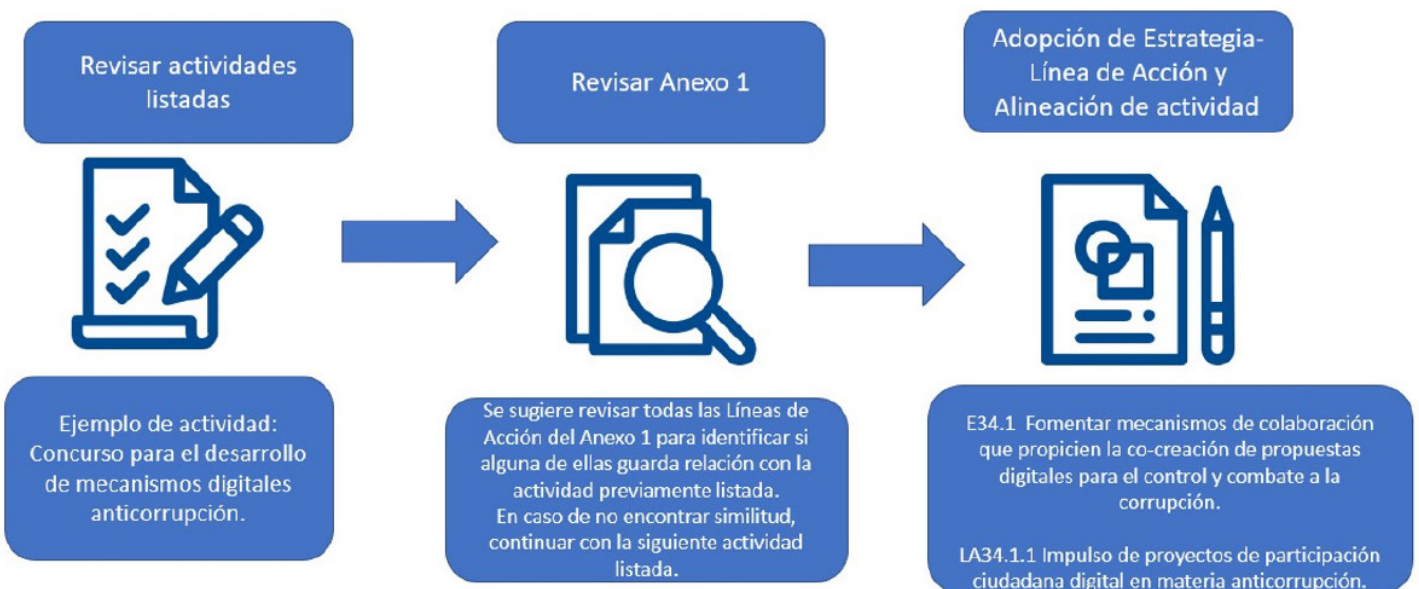 Revisar actividades
listadas
Revisar Anexo 1
Adopción de Estrategia-
Línea de Acción y
Alineación de actividad
Ejemplo de actividad:
Concurso para el desarrollo
de mecanismos digitales
anticorrupción.
Se sugiere revisar todas las Líneas de
Acción del Anexo 1 para identificar si
alguna de ellas guarda relación con la
actividad previamente listada.
En caso de no encontrar similitud,
continuar con la siguiente actividad
listada.
E34.1 Fomentar mecanismos de colaboración
que propicien la co-creación de propuestas
digitales para el control y combate a la
corrupción.
LA34.1.1 Impulso de proyectos de participación
ciudadana digital en materia anticorrupción.